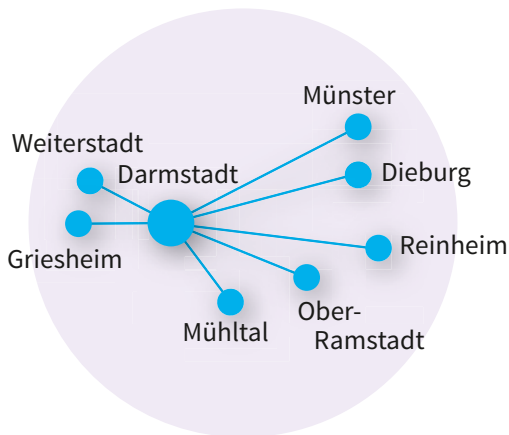 Münster
Weiterstadt
Darmstadt
Dieburg
Reinheim
Griesheim
Ober-
Ramstadt
Mühltal